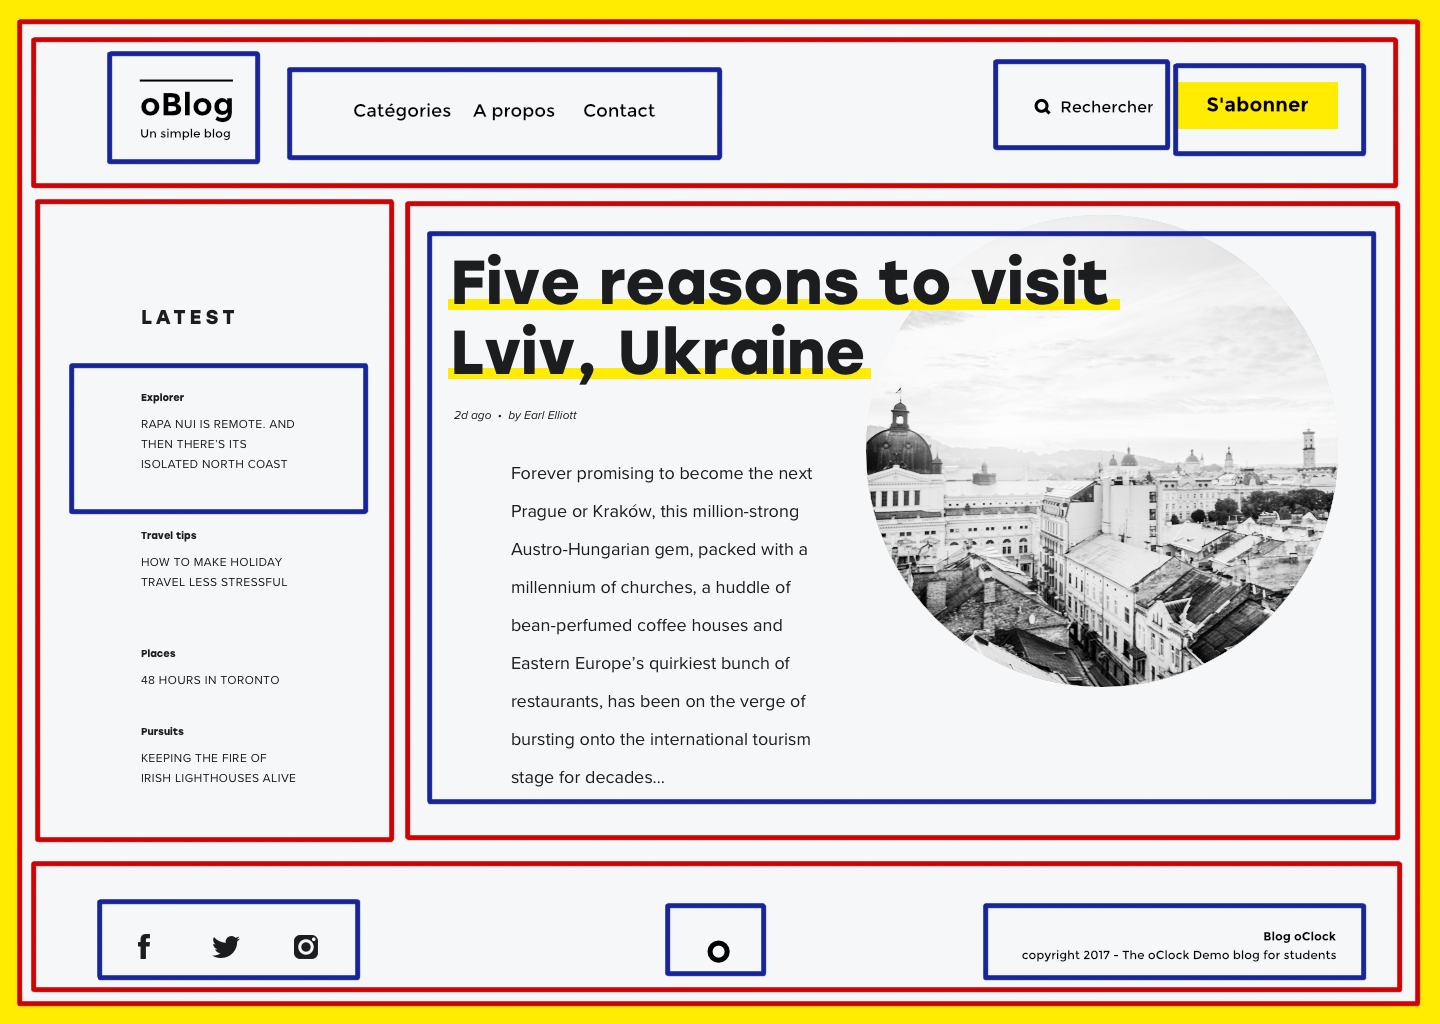 oBlog
Un simple blog
Catégories A propos Contact
Rechercher
S'abonner
LATEST
Explorer
RAPA NUI IS REMOTE. AND
THEN THERE'S ITS
ISOLATED NORTH COAST
Travel tips
HOW TO MAKE HOLIDAY
TRAVEL LESS STRESSFUL
Places
48 HOURS IN TORONTO
Pursuits
KEEPING THE FIRE OF
IRISH LIGHTHOUSES ALIVE
Five reasons to visit
Lviv, Ukraine
2d ago • by Earl Elliott
Forever promising to become the next
Prague or Kraków, this million-strong
Austro-Hungarian gem, packed with a
millennium of churches, a huddle of
bean-perfumed coffee houses and
Eastern Europe’s quirkiest bunch of
restaurants, has been on the verge of
bursting onto the international tourism
stage for decades...
Blog oClock
copyright 2017 - The oClock Demo blog for students